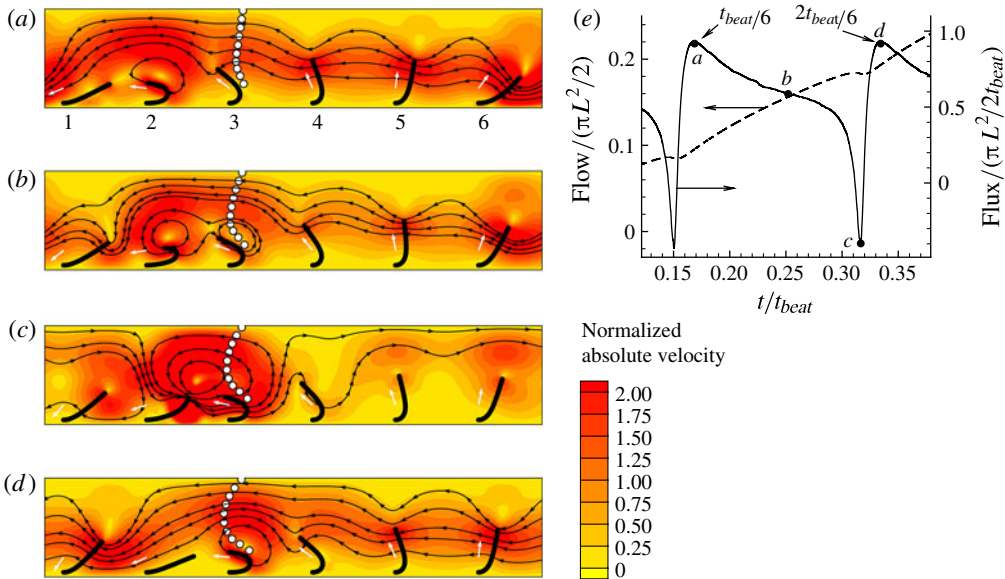 (a)
1 2 3 4 5 6
(b)
(c)
(d)
(e)
t_beat/6
2t_beat/6
a
b
c
d
Flow/(πL²/2)
0.2
0.1
0
Flux/(πL²/2t_beat)
1.0
0.5
0
0.15 0.20 0.25 0.30 0.35
t/t_beat
Normalized
absolute velocity
2.00
1.75
1.50
1.25
1.00
0.75
0.50
0.25
0